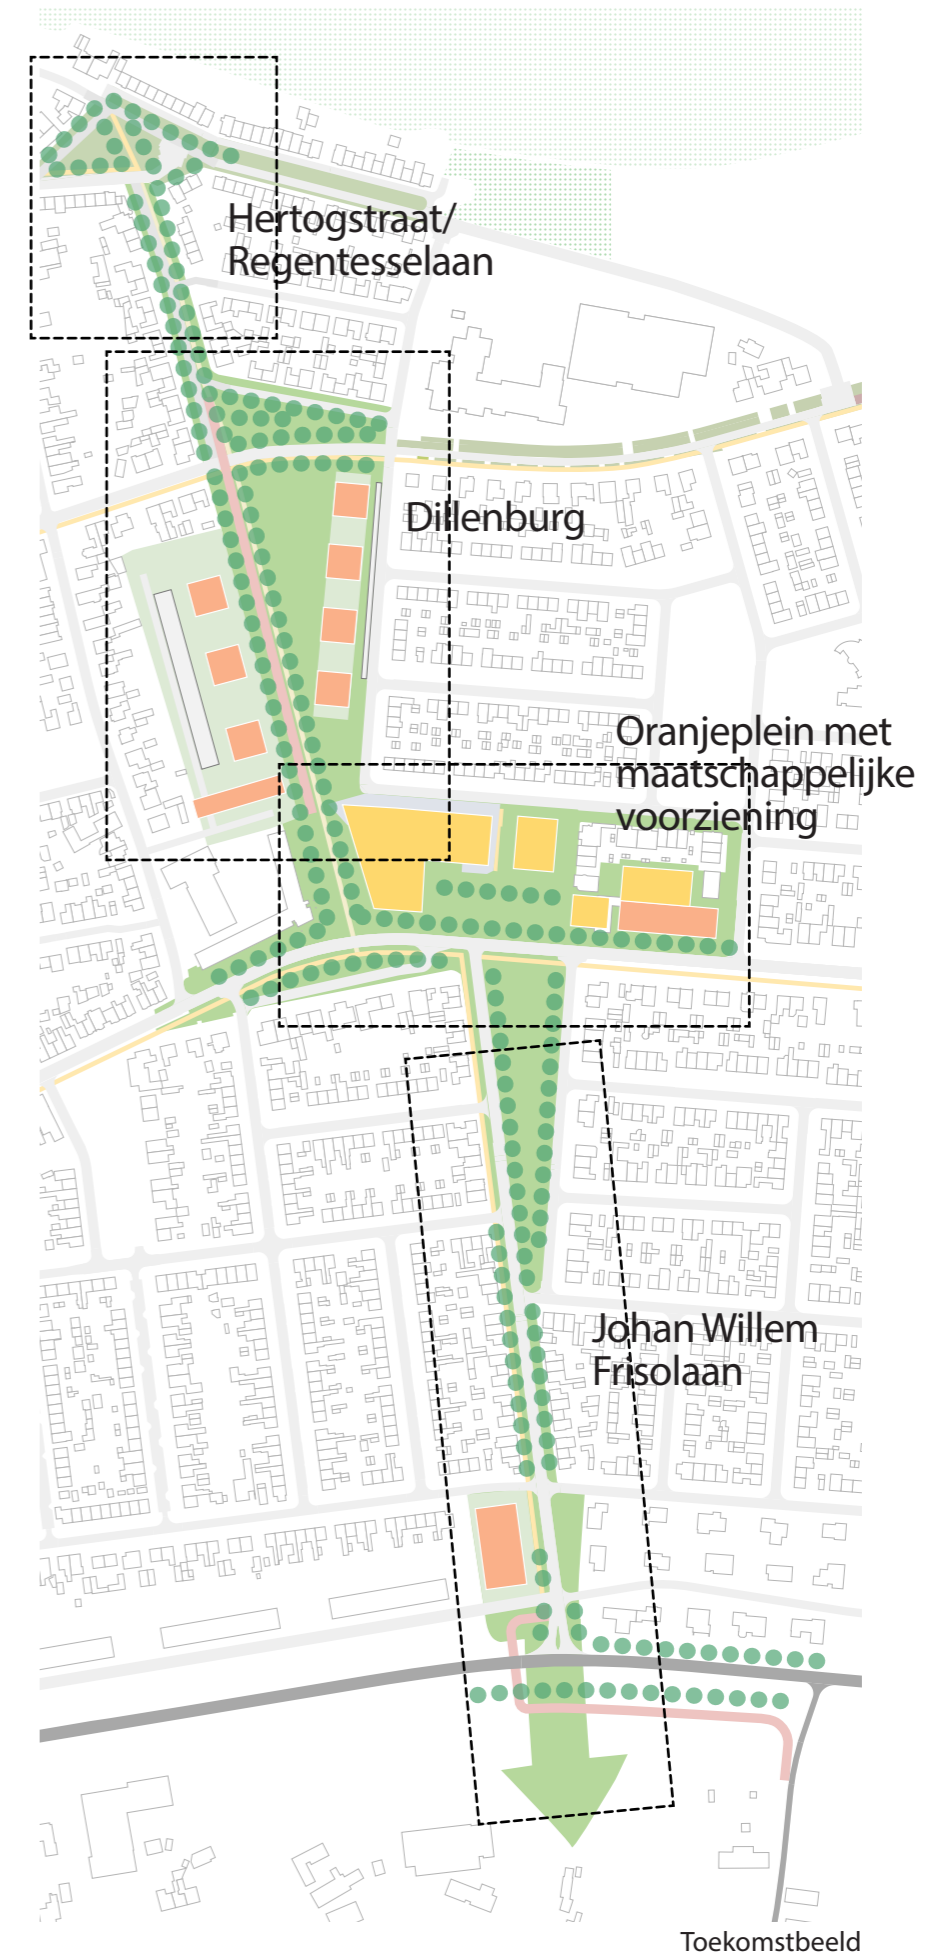 Hertogstraat/
Regentesselaan
Dillenburg
Oranjeplein met
maatschappelijke
voorziening
Johan Willem
Frisolaan
Toekomstbeeld